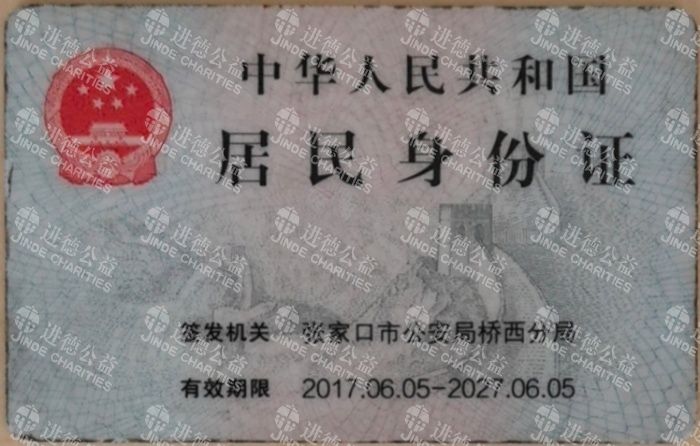 中华人民共和国
居民身份证
签发机关 张家口市公安局桥西分局
有效期限 2017.06.05-2027.06.05
进德公益
JINDE CHARITIES